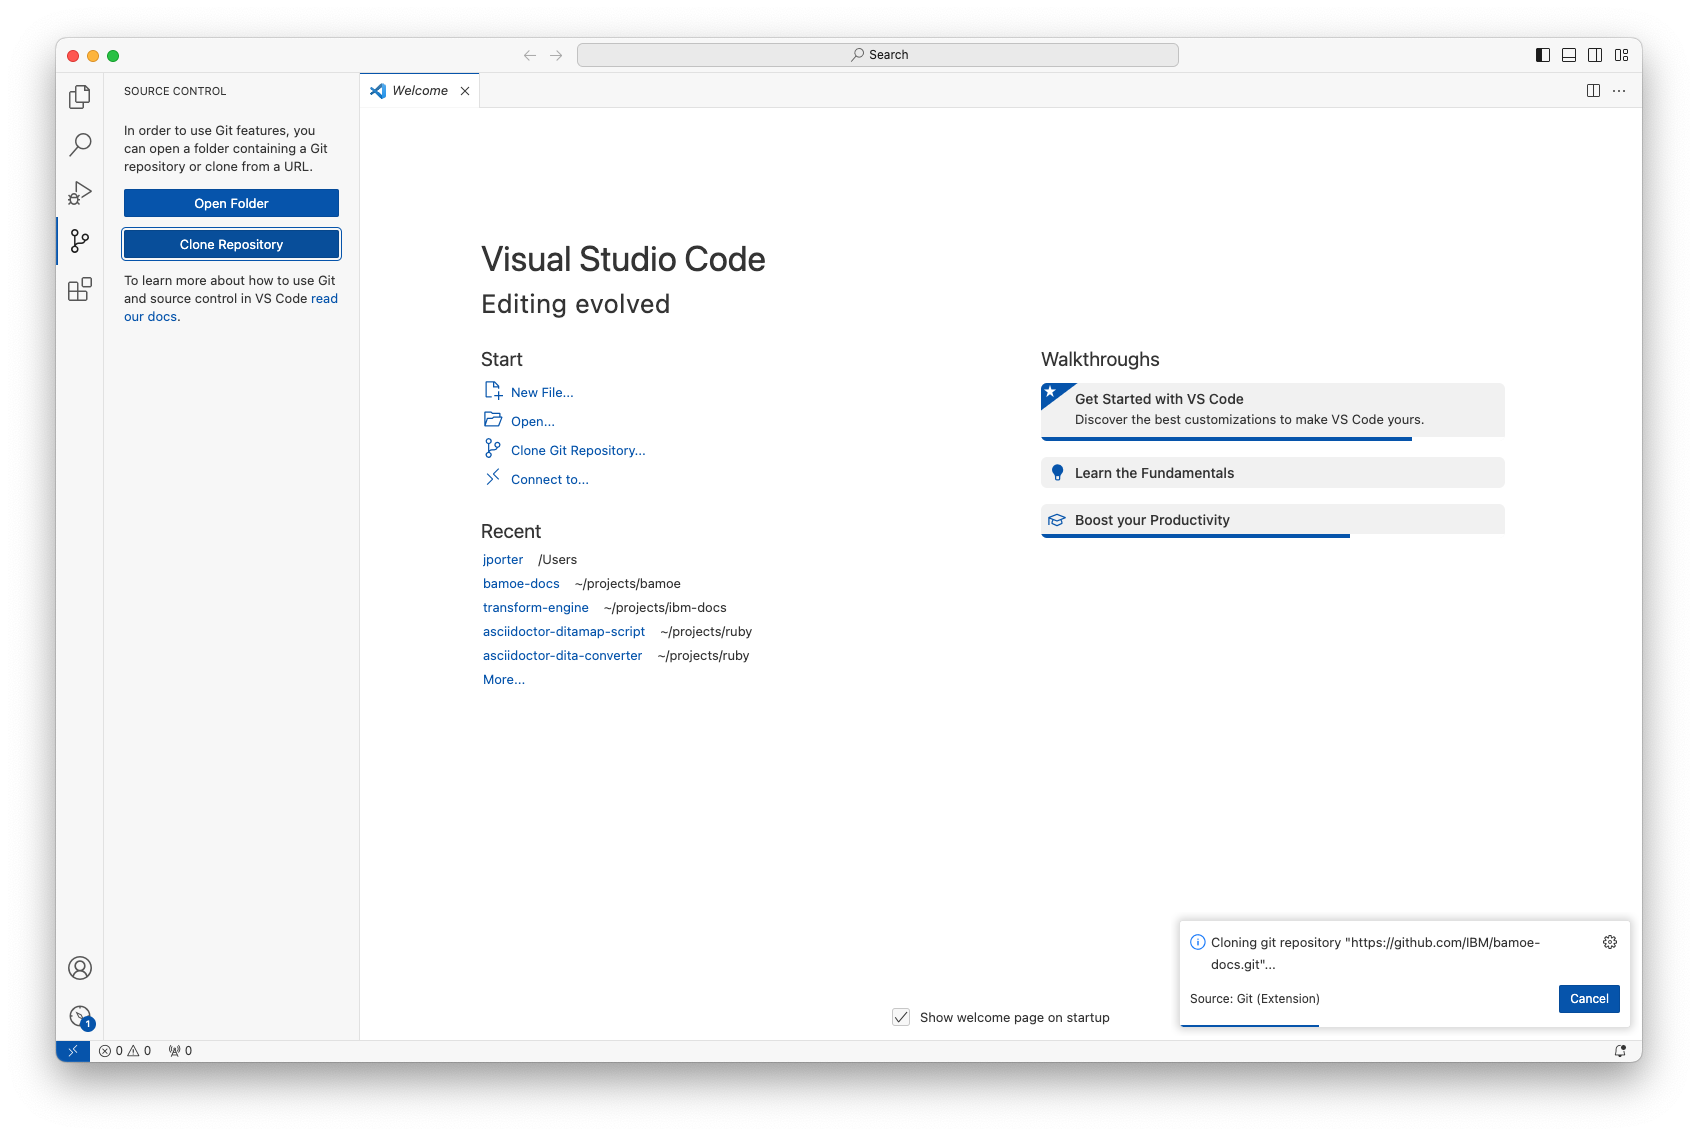 Search
SOURCE CONTROL
Welcome
In order to use Git features, you
can open a folder containing a Git
repository or clone from a URL.
Open Folder
Clone Repository
To learn more about how to use Git
and source control in VS Code read
our docs.
Visual Studio Code
Editing evolved
Start
New File...
Open...
Clone Git Repository...
Connect to...
Recent
jporter /Users
bamoe-docs ~/projects/bamoe
transform-engine ~/projects/ibm-docs
asciidoctor-ditamap-script ~/projects/ruby
asciidoctor-dita-converter ~/projects/ruby
More...
Walkthroughs
Get Started with VS Code
Discover the best customizations to make VS Code yours.
Learn the Fundamentals
Boost your Productivity
Cloning git repository "https://github.com/IBM/bamoe-
docs.git"...
Source: Git (Extension)
Cancel
Show welcome page on startup
1
0 0 0